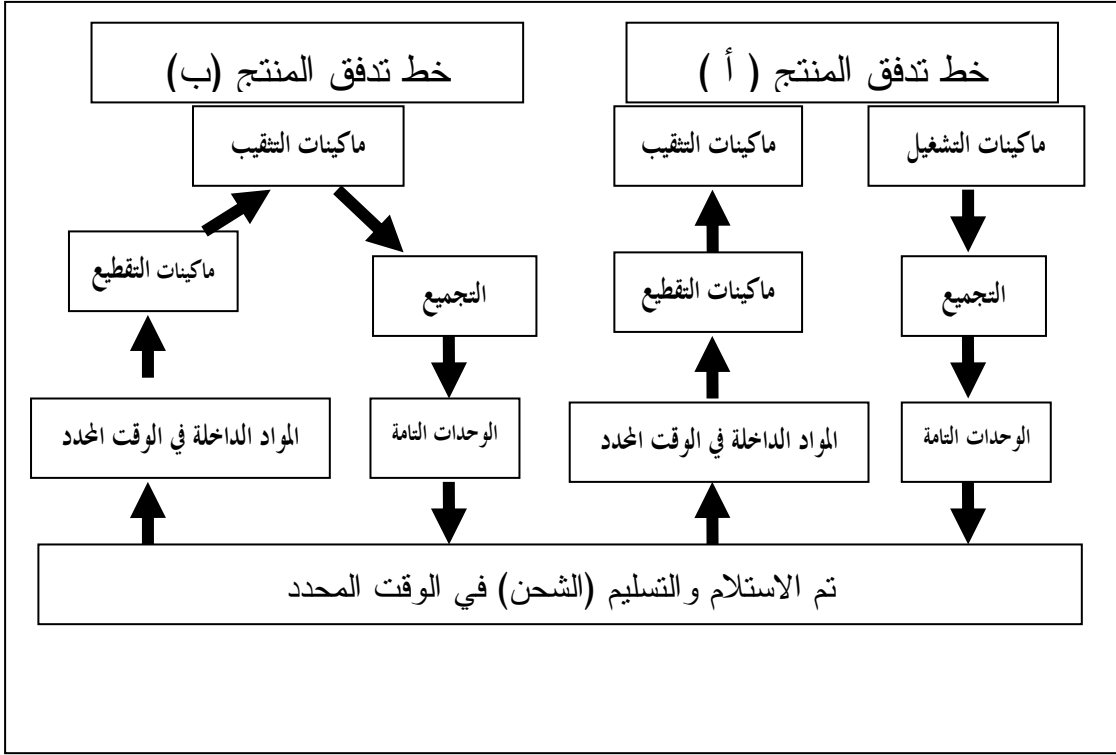 خط تدفق المنتج ( أ )
خط تدفق المنتج (ب)
ماكينات التشغيل
ماكينات التثقيب
ماكينات التثقيب
التجميع
ماكينات التقطيع
التجميع
ماكينات التقطيع
الوحدات التامة
المواد الداخلة في الوقت المحدد
الوحدات التامة
المواد الداخلة في الوقت المحدد
تم الاستلام والتسليم (الشحن) في الوقت المحدد